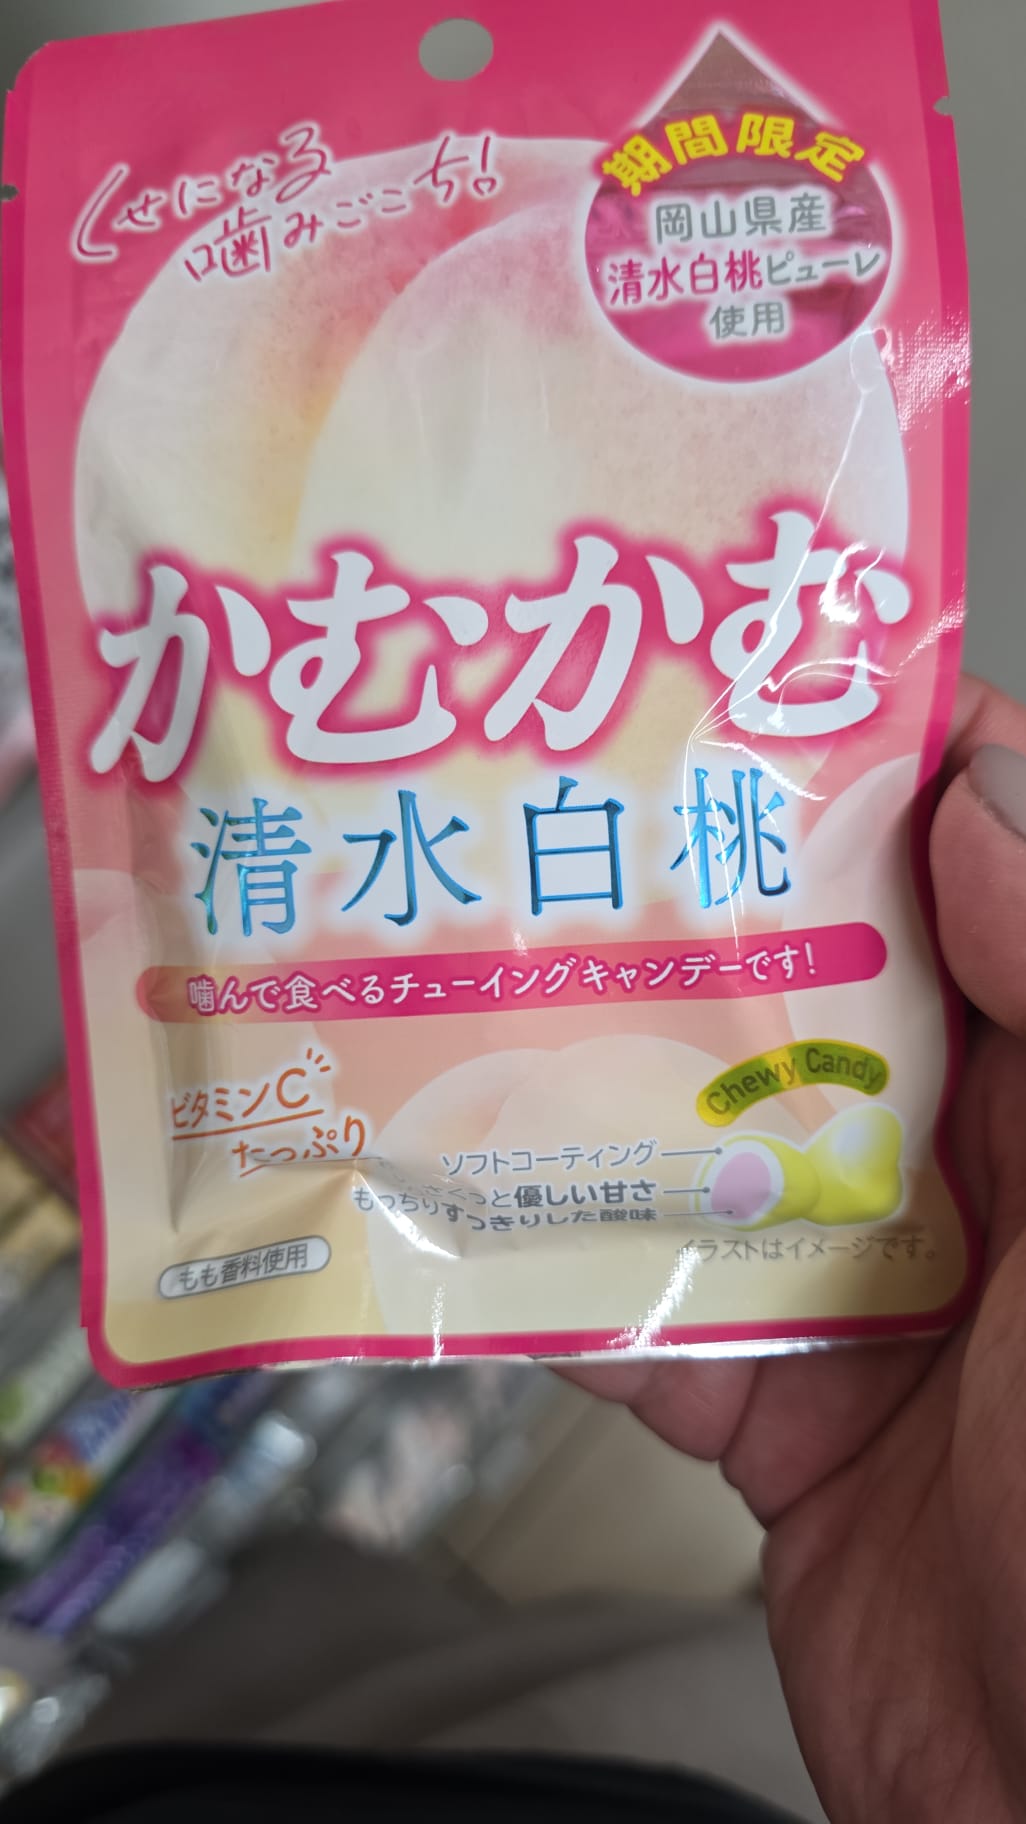 くせになる
噛みごこち!
期間限定
岡山県産
清水白桃ピューレ
使用
かむかむ
清水白桃
噛んで食べるチューイングキャンデーです!
ビタミンC
たっぷり
Chewy Candy
ソフトコーティング
さくっと優しい甘さ
もっちりすっきりした酸味
イラストはイメージです。
もも香料使用